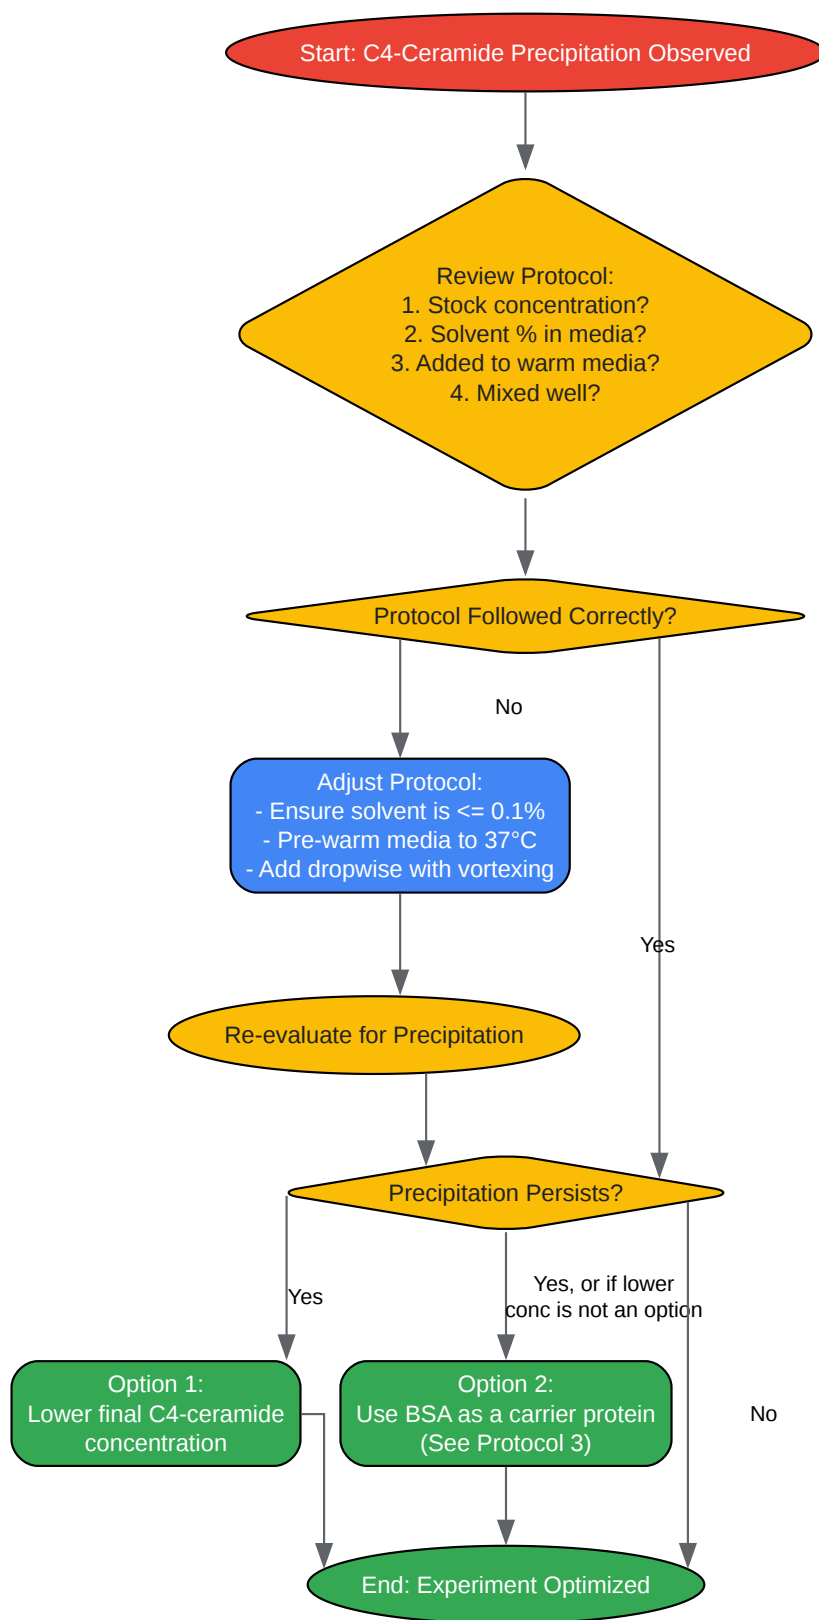 Start: C4-Ceramide Precipitation Observed
Review Protocol:
1. Stock concentration?
2. Solvent % in media?
3. Added to warm media?
4. Mixed well?
Protocol Followed Correctly?
No
Adjust Protocol:
- Ensure solvent is <= 0.1%
- Pre-warm media to 37°C
- Add dropwise with vortexing
Yes
Re-evaluate for Precipitation
Precipitation Persists?
Yes
Yes, or if lower
conc is not an option
Option 1:
Lower final C4-ceramide
concentration
Option 2:
Use BSA as a carrier protein
(See Protocol 3)
No
End: Experiment Optimized